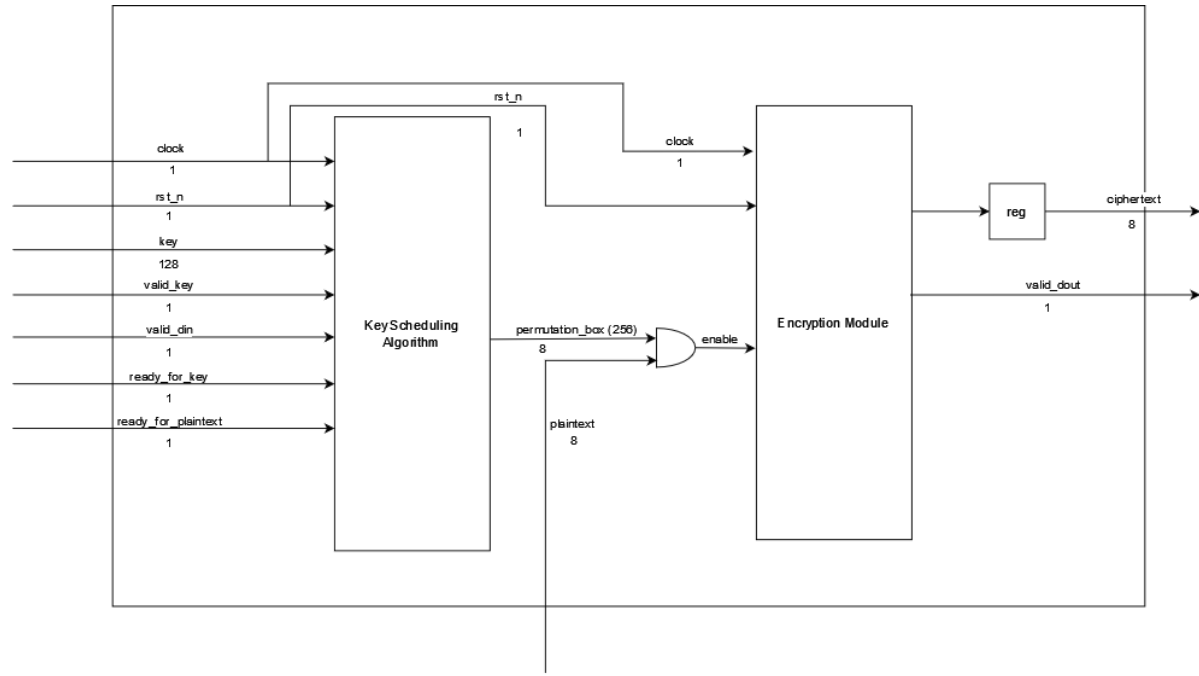 rst_n
1
clock
1
clock
1
rst_n
1
key
128
valid_key
1
valid_din
1
ready_for_key
1
ready_for_plaintext
1
Key Scheduling
Algorithm
permutation_box (256)
8
enable
plaintext
8
Encryption Module
reg
ciphertext
8
valid_dout
1